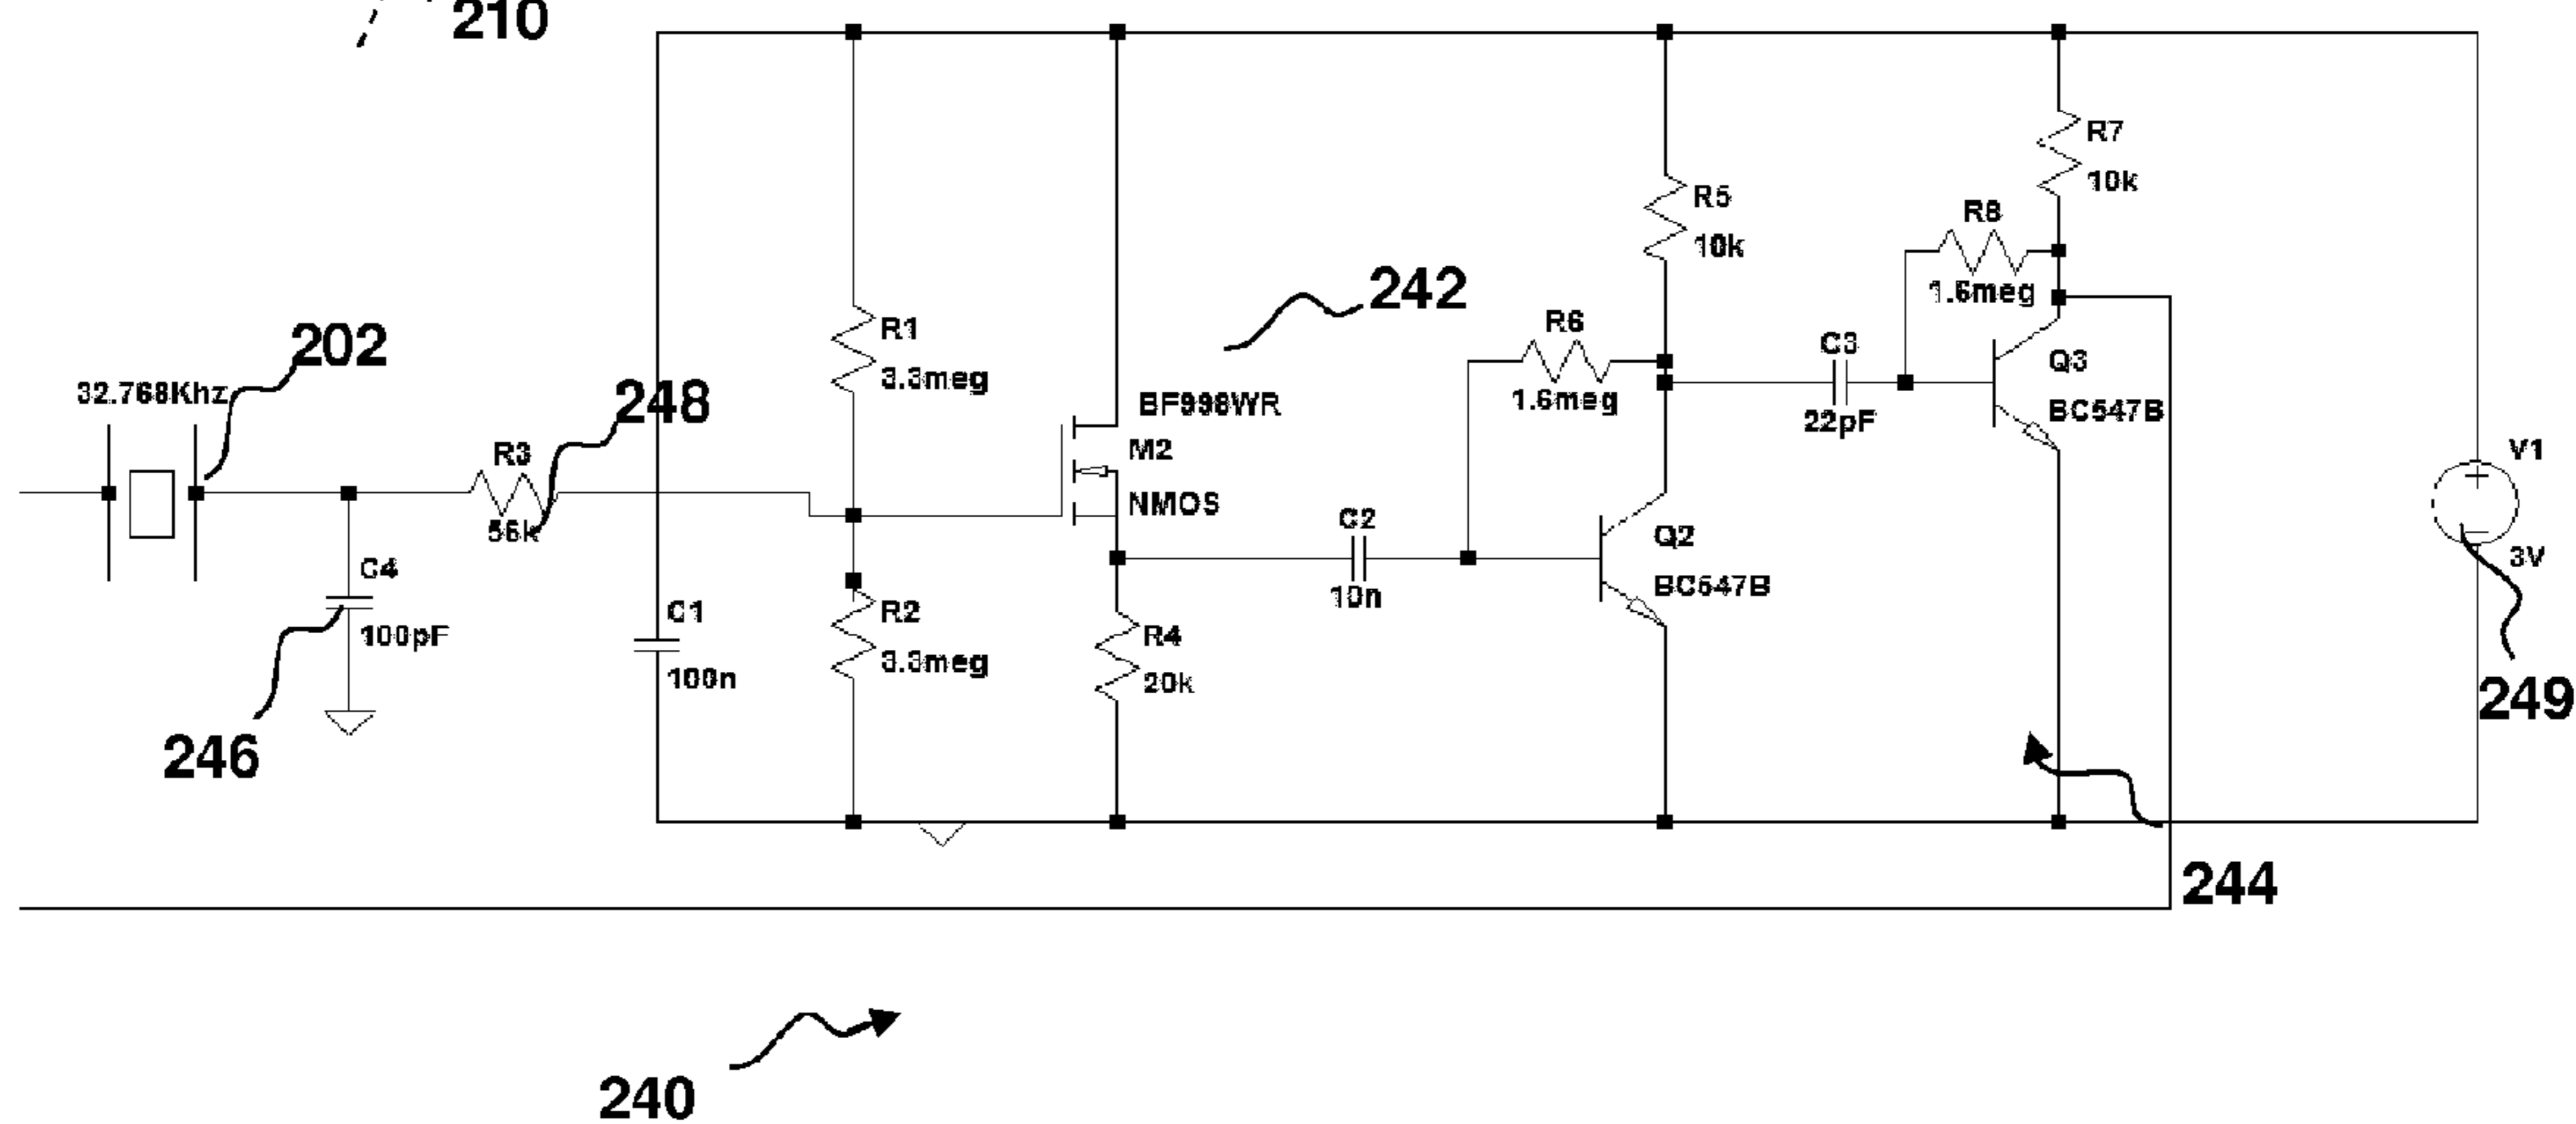 210
R7
10k
R5
10k
R8
1.6meg
242
R6
1.6meg
C3
22pF
Q3
BC547B
202
32.768Khz
248
R1
3.3meg
BF998WR
M2
NMOS
R3
56k
V1
3V
C2
10n
Q2
BC547B
C4
100pF
C1
100n
R2
3.3meg
R4
20k
246
249
244
240